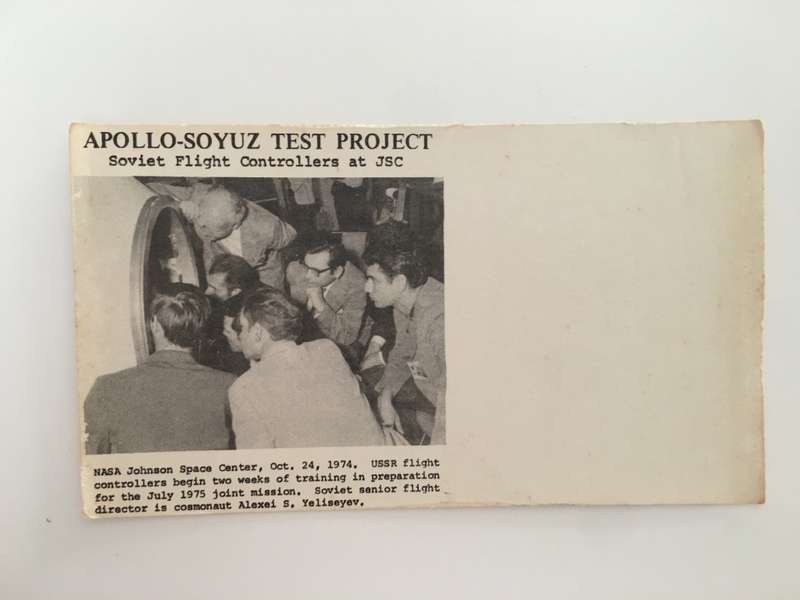 APOLLO-SOYUZ TEST PROJECT
Soviet Flight Controllers at JSC
NASA Johnson Space Center, Oct. 24, 1974. USSR flight
controllers begin two weeks of training in preparation
for the July 1975 joint mission. Soviet senior flight
director is cosmonaut Alexei S. Yeliseyev.